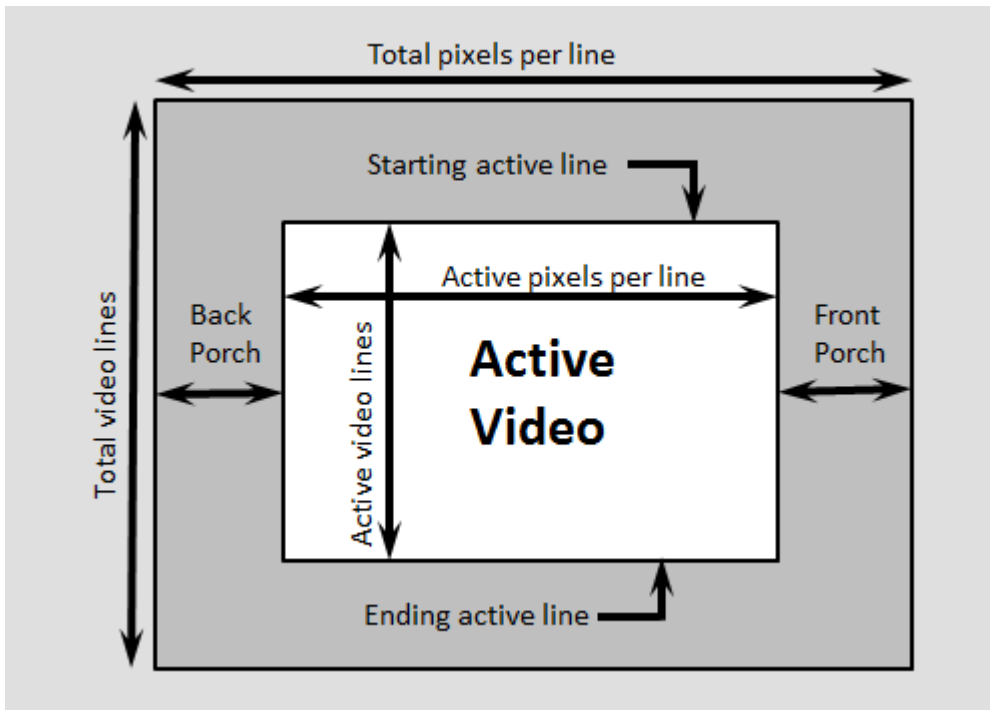 Total pixels per line
Starting active line
Active pixels per line
Back
Porch
Front
Porch
Total video lines
Active video lines
Active
Video
Ending active line